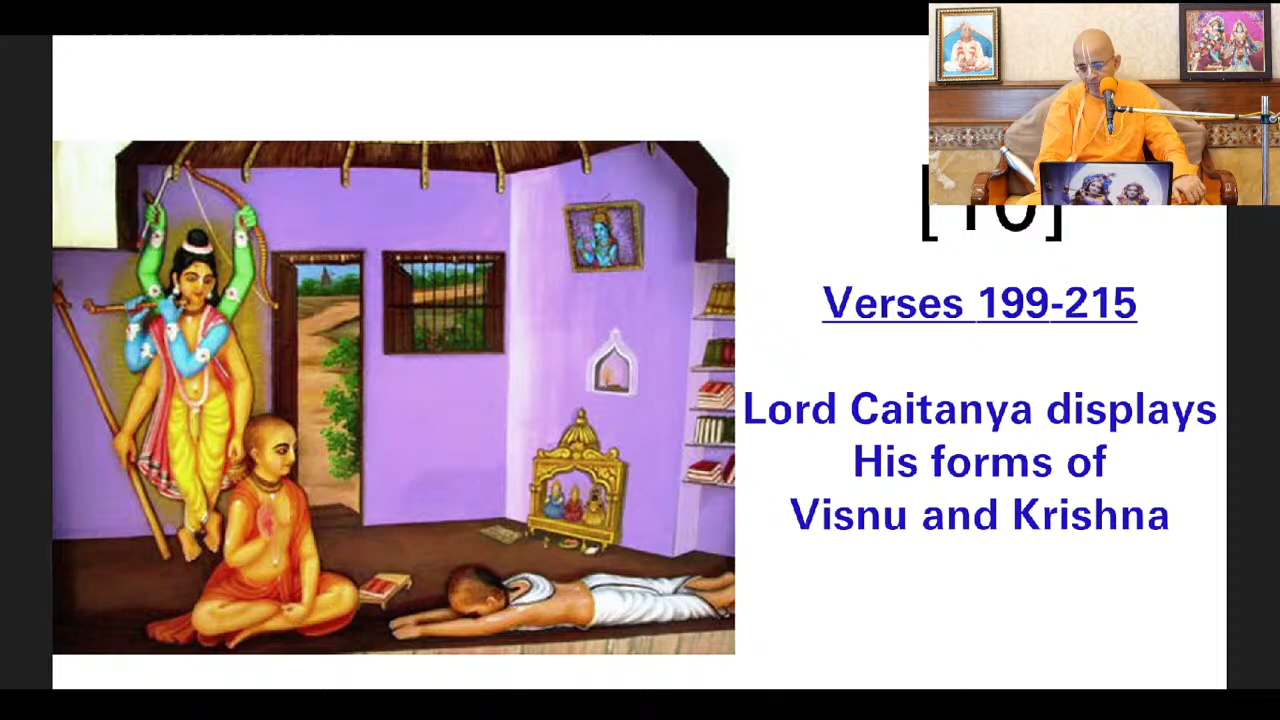 Verses 199-215
Lord Caitanya displays
His forms of
Visnu and Krishna